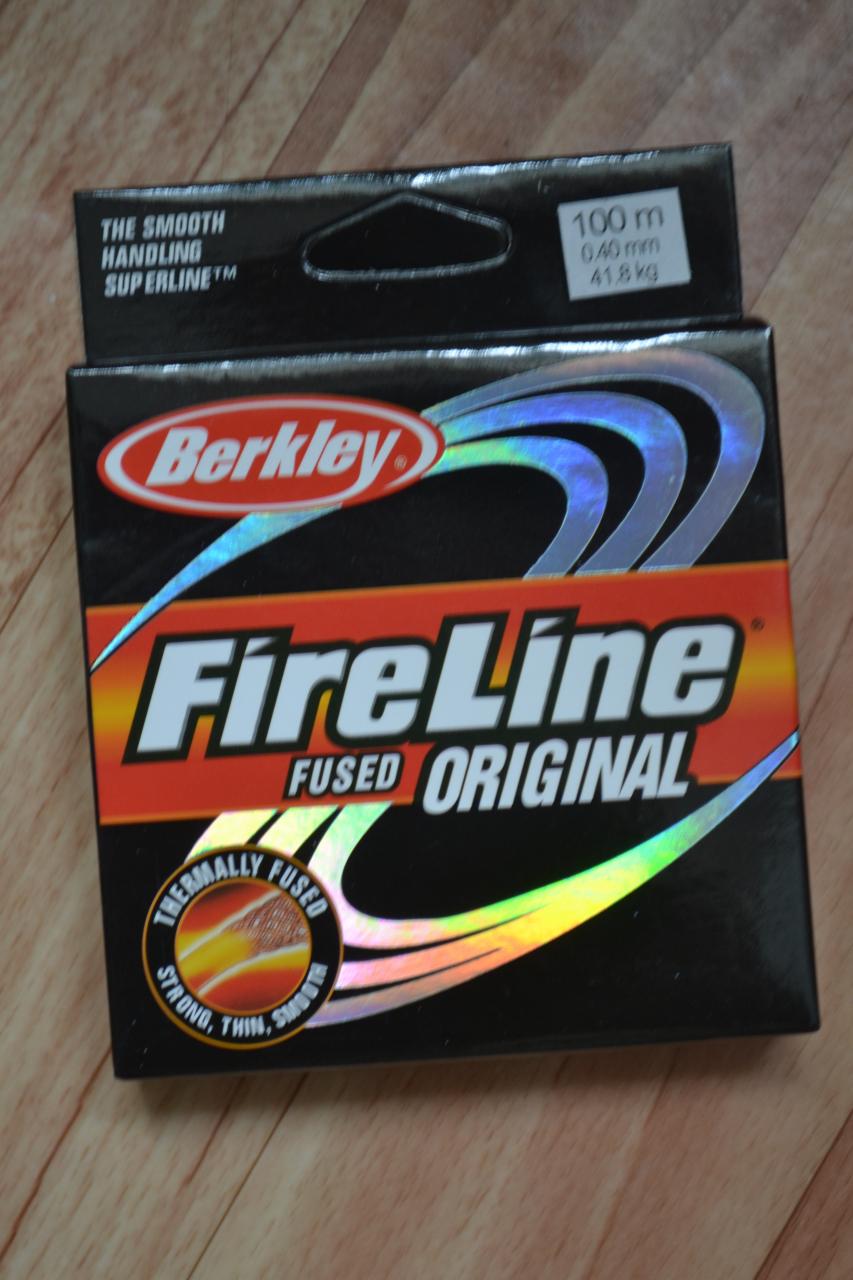 THE SMOOTH
HANDLING
SUPERLINE™
100 m
0.40 mm
41,8 kg
Berkley®
FireLine®
FUSED ORIGINAL
THERMALLY FUSED
STRONG, THIN, SMOOTH